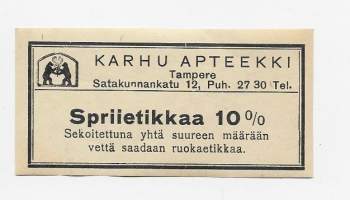 KARHU APTEEKKI
Tampere
Satakunnankatu 12, Puh. 27 30 Tel.
Spriietikkaa 10%
Sekoitettuna yhtä suureen määrään
vettä saadaan ruokaetikkaa.